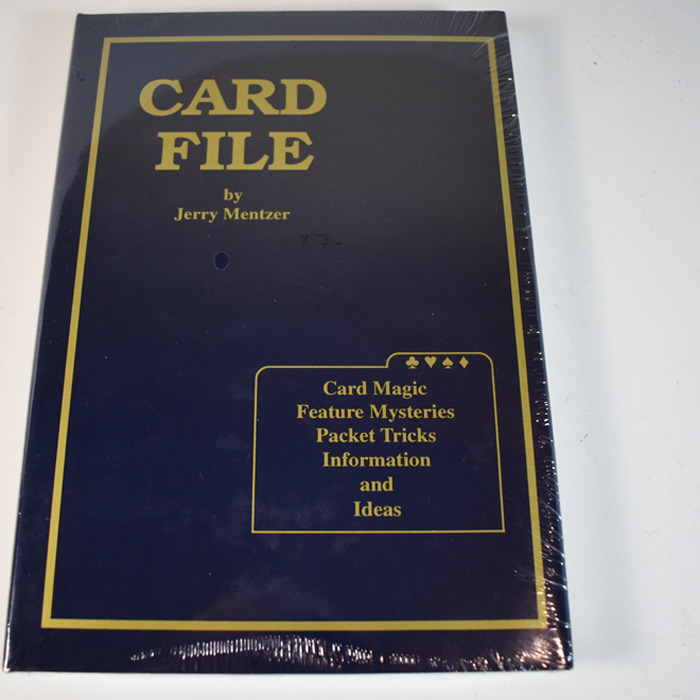 CARD
FILE
by
Jerry Mentzer
Card Magic
Feature Mysteries
Packet Tricks
Information
and
Ideas